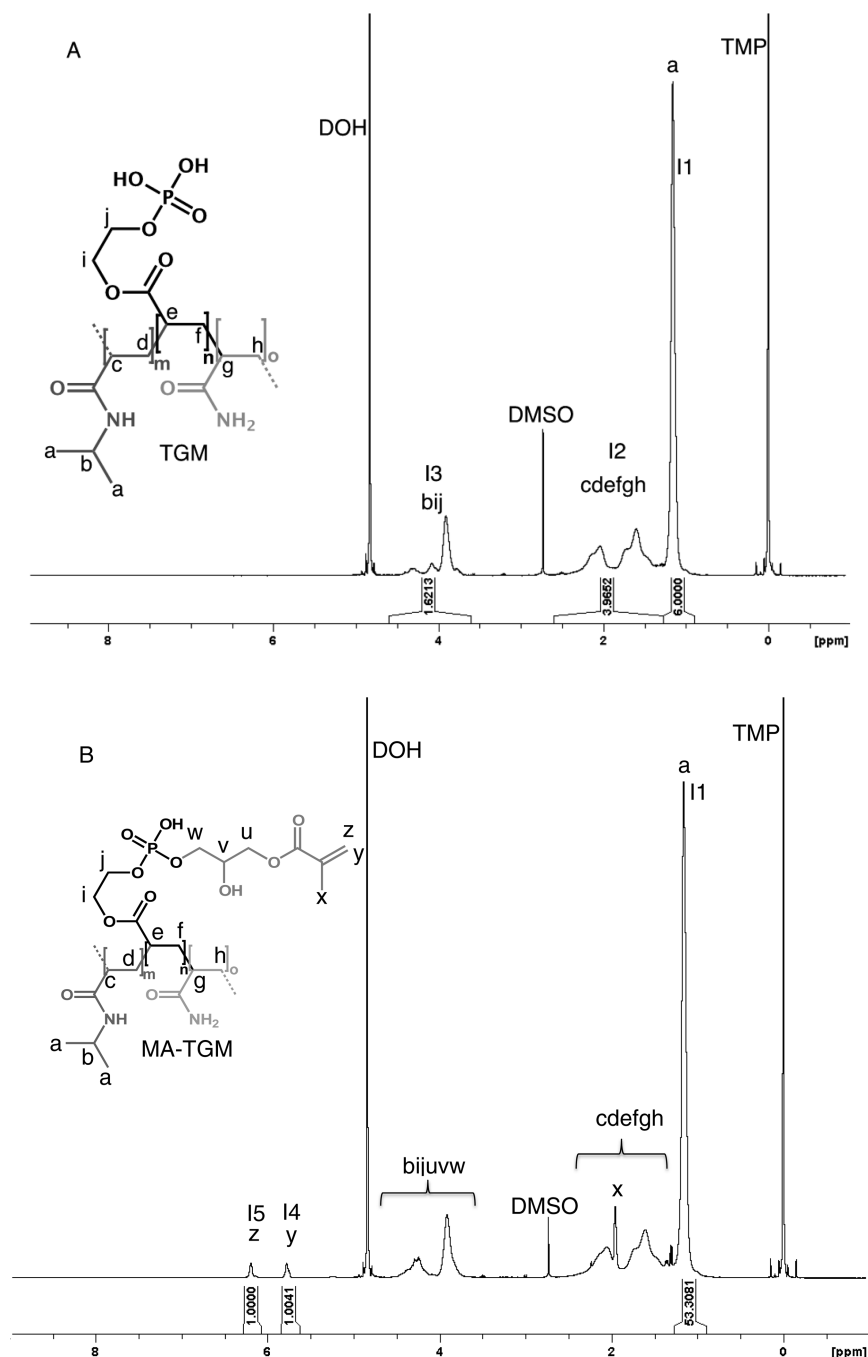 A
TMP
a
DOH
I1
HO
OH
P
O
O
j
i
O
O
e
d
f
h
m
n
o
c
g
O
NH
O
NH2
DMSO
I2
cdefgh
I3
bij
a
b
a
TGM
1.6213
3.9652
6.0000
8
6
4
2
0
[ppm]
B
DOH
TMP
a
I1
OH
O
P
O
O
w
v
u
O
O
z
y
OH
x
j
i
O
O
e
f
d
h
m
n
o
c
g
O
NH
O
NH2
a
b
a
MA-TGM
cdefgh
bijuvw
x
DMSO
I5
z
I4
y
1.0000
1.0041
53.3081
8
6
4
2
0
[ppm]